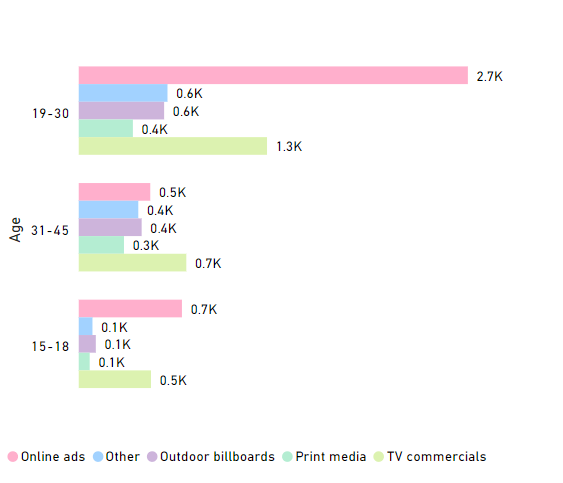 2.7K
0.6K
0.6K
0.4K
1.3K
19-30
0.5K
0.4K
0.4K
0.3K
0.7K
31-45
Age
0.7K
0.1K
0.1K
0.1K
0.5K
15-18
Online ads Other Outdoor billboards Print media TV commercials